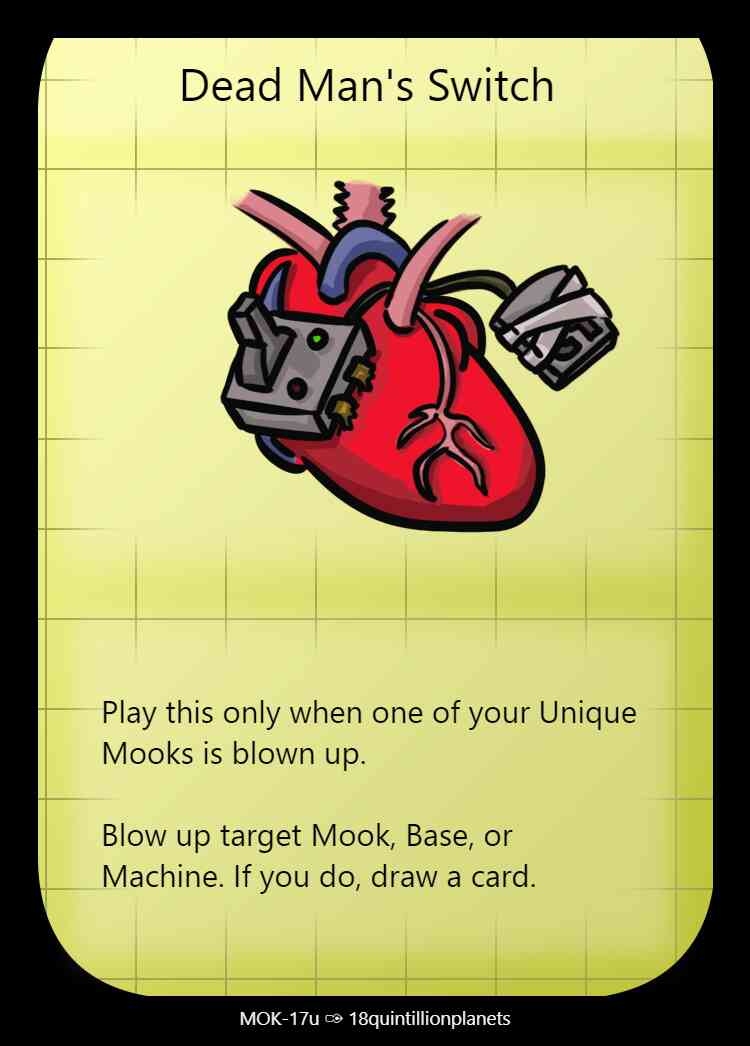 Dead Man's Switch
Play this only when one of your Unique
Mooks is blown up.
Blow up target Mook, Base, or
Machine. If you do, draw a card.
MOK-17u ✑ 18quintillionplanets